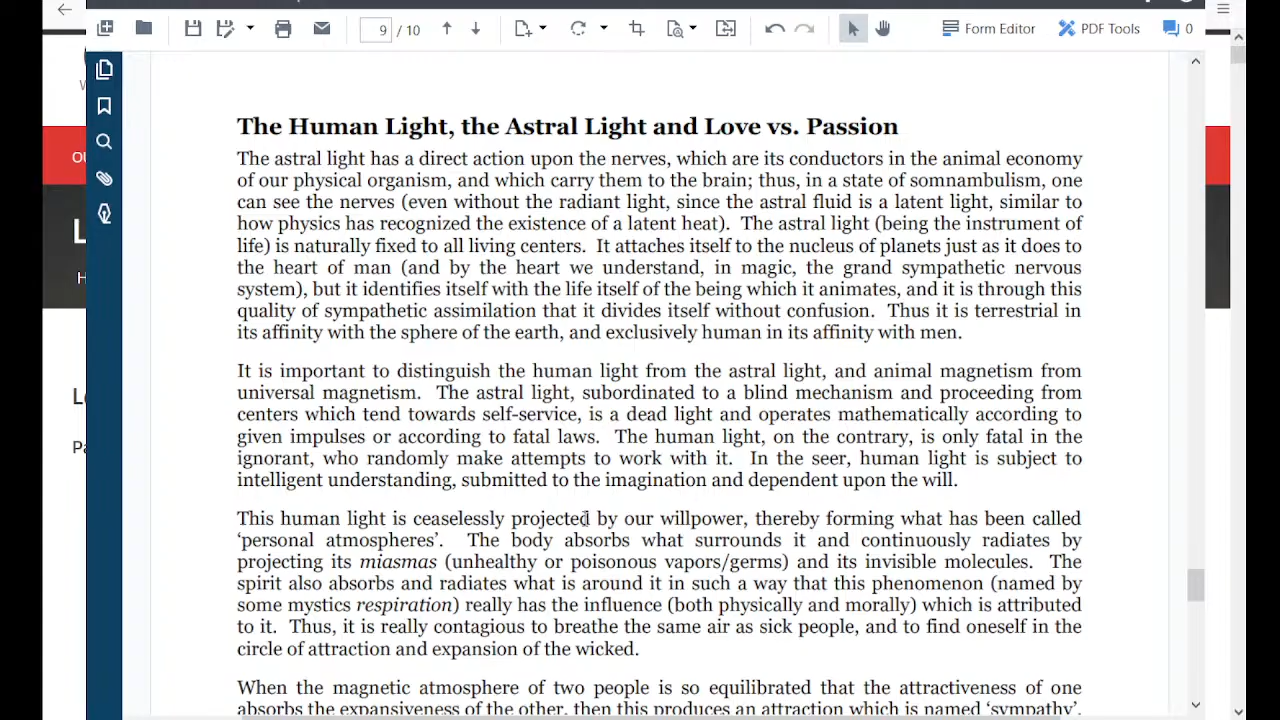 9 / 10
Form Editor
PDF Tools
0
W
OU
L
H
Le
Pa
The Human Light, the Astral Light and Love vs. Passion
The astral light has a direct action upon the nerves, which are its conductors in the animal economy
of our physical organism, and which carry them to the brain; thus, in a state of somnambulism, one
can see the nerves (even without the radiant light, since the astral fluid is a latent light, similar to
how physics has recognized the existence of a latent heat). The astral light (being the instrument of
life) is naturally fixed to all living centers. It attaches itself to the nucleus of planets just as it does to
the heart of man (and by the heart we understand, in magic, the grand sympathetic nervous
system), but it identifies itself with the life itself of the being which it animates, and it is through this
quality of sympathetic assimilation that it divides itself without confusion. Thus it is terrestrial in
its affinity with the sphere of the earth, and exclusively human in its affinity with men.
It is important to distinguish the human light from the astral light, and animal magnetism from
universal magnetism. The astral light, subordinated to a blind mechanism and proceeding from
centers which tend towards self-service, is a dead light and operates mathematically according to
given impulses or according to fatal laws. The human light, on the contrary, is only fatal in the
ignorant, who randomly make attempts to work with it. In the seer, human light is subject to
intelligent understanding, submitted to the imagination and dependent upon the will.
This human light is ceaselessly projected by our willpower, thereby forming what has been called
‘personal atmospheres’. The body absorbs what surrounds it and continuously radiates by
projecting its miasmas (unhealthy or poisonous vapors/germs) and its invisible molecules. The
spirit also absorbs and radiates what is around it in such a way that this phenomenon (named by
some mystics respiration) really has the influence (both physically and morally) which is attributed
to it. Thus, it is really contagious to breathe the same air as sick people, and to find oneself in the
circle of attraction and expansion of the wicked.
When the magnetic atmosphere of two people is so equilibrated that the attractiveness of one
absorbs the expansiveness of the other, then this produces an attraction which is named ‘sympathy’.